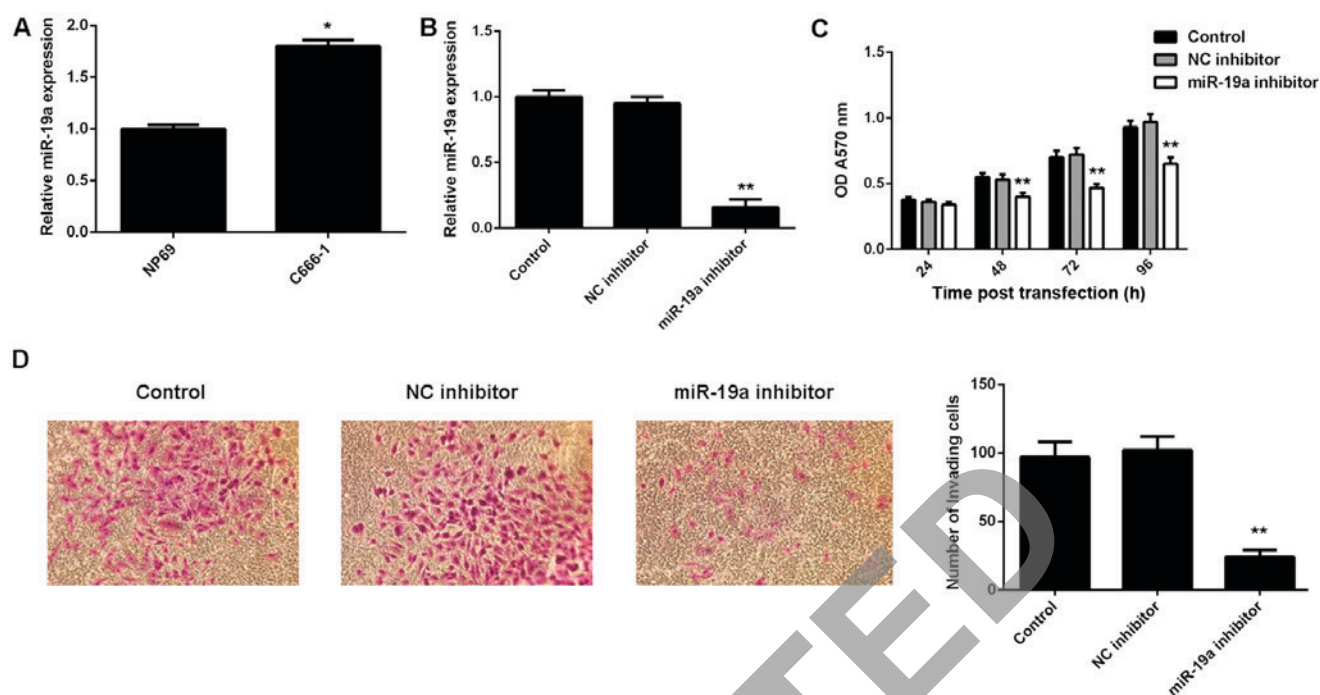 A
Relative miR-19a expression
2.0
1.5
1.0
0.5
0.0
*
NP69
C666-1
B
Relative miR-19a expression
1.5
1.0
0.5
0.0
**
Control
NC inhibitor
miR-19a inhibitor
C
Control
NC inhibitor
miR-19a inhibitor
OD A570 nm
1.5
1.0
0.5
0.0
**
**
**
24
48
72
96
Time post transfection (h)
D
Control
NC inhibitor
miR-19a inhibitor
Number of Invading cells
150
100
50
0
**
Control
NC inhibitor
miR-19a inhibitor
TED